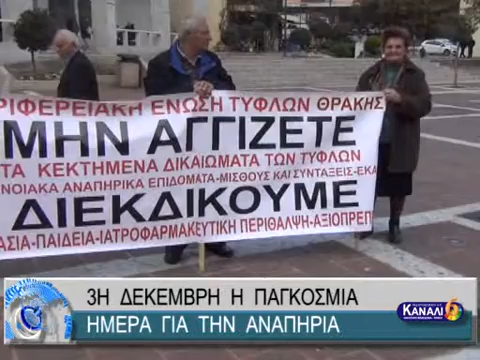 ΡΙΦΕΡΕΙΑΚΗ ΕΝΩΣΗ ΤΥΦΛΩΝ ΘΡΑΚΗΣ
ΜΗΝ ΑΓΓΙΖΕΤΕ
ΤΑ ΚΕΚΤΗΜΕΝΑ ΔΙΚΑΙΩΜΑΤΑ ΤΩΝ ΤΥΦΛΩΝ
ΝΟΙΑΚΑ ΑΝΑΠΗΡΙΚΑ ΕΠΙΔΟΜΑΤΑ-ΜΙΣΘΟΥΣ ΚΑΙ ΣΥΝΤΑΞΕΙΣ-ΕΚΑ
ΔΙΕΚΔΙΚΟΥΜΕ
ΑΣΙΑ-ΠΑΙΔΕΙΑ-ΙΑΤΡΟΦΑΡΜΑΚΕΥΤΙΚΗ ΠΕΡΙΘΑΛΨΗ-ΑΞΙΟΠΡΕΠ
3Η ΔΕΚΕΜΒΡΗ Η ΠΑΓΚΟΣΜΙΑ
ΗΜΕΡΑ ΓΙΑ ΤΗΝ ΑΝΑΠΗΡΙΑ
ΚΑΝΑΛΙ 6